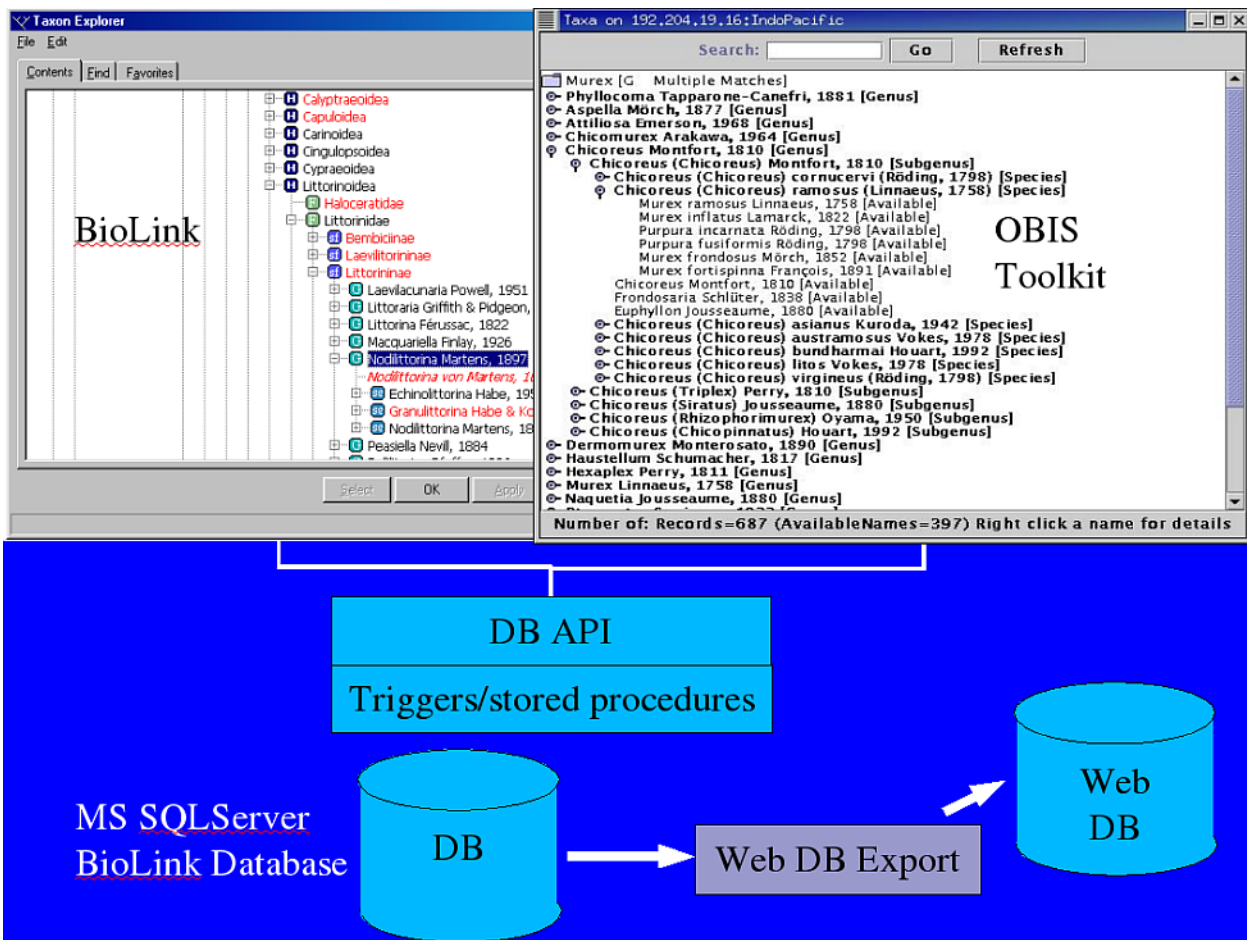 Taxon Explorer
File Edit
Contents Find Favorites
Calyptraeoidea
Capuloidea
Carinoidea
Cingulopsoidea
Cypraeoidea
Littorinoidea
Haloceratidae
Littorinidae
Bembiciinae
Laevilitorininae
Littorininae
Laevilacunaria Powell, 1951
Littoraria Griffith & Pidgeon,
Littorina Férussac, 1822
Macquariella Finlay, 1926
Nodilittorina Martens, 1897
Nodilittorina von Martens,
Echinolittorina Habe, 195
Granulittorina Habe & Ko
Nodilittorina Martens, 18
Peasiella Nevill, 1884
BioLink
Select OK Apply
Taxa on 192.204.19.16:IndoPacific
Search: Go Refresh
Murex [G Multiple Matches]
Phyllocoma Tapparone-Canefri, 1881 [Genus]
Aspella Mörch, 1877 [Genus]
Attiliosa Emerson, 1968 [Genus]
Chicomurex Arakawa, 1964 [Genus]
Chicoreus Montfort, 1810 [Genus]
Chicoreus (Chicoreus) Montfort, 1810 [Subgenus]
Chicoreus (Chicoreus) cornucervi (Röding, 1798) [Species]
Chicoreus (Chicoreus) ramosus (Linnaeus, 1758) [Species]
Murex ramosus Linnaeus, 1758 [Available]
Murex inflatus Lamarck, 1822 [Available]
Purpura incarnata Röding, 1798 [Available]
Purpura fusiformis Röding, 1798 [Available]
Murex frondosus Mörch, 1852 [Available]
Murex fortispinna François, 1891 [Available]
Chicoreus Montfort, 1810 [Available]
Frondosaria Schlüter, 1838 [Available]
Euphyllon Jousseaume, 1880 [Available]
Chicoreus (Chicoreus) asianus Kuroda, 1942 [Species]
Chicoreus (Chicoreus) austramosus Vokes, 1978 [Species]
Chicoreus (Chicoreus) bundharmai Houart, 1992 [Species]
Chicoreus (Chicoreus) litos Vokes, 1978 [Species]
Chicoreus (Chicoreus) virgineus (Röding, 1798) [Species]
Chicoreus (Triplex) Perry, 1810 [Subgenus]
Chicoreus (Siratus) Jousseaume, 1880 [Subgenus]
Chicoreus (Rhizophorimurex) Oyama, 1950 [Subgenus]
Chicoreus (Chicopinnatus) Houart, 1992 [Subgenus]
Dermomurex Monterosato, 1890 [Genus]
Haustellum Schumacher, 1817 [Genus]
Hexaplex Perry, 1811 [Genus]
Murex Linnaeus, 1758 [Genus]
Naquetia Jousseaume, 1880 [Genus]
OBIS
Toolkit
Number of: Records=687 (AvailableNames=397) Right click a name for details
DB API
Triggers/stored procedures
MS SQLServer
BioLink Database
DB
Web DB Export
Web
DB